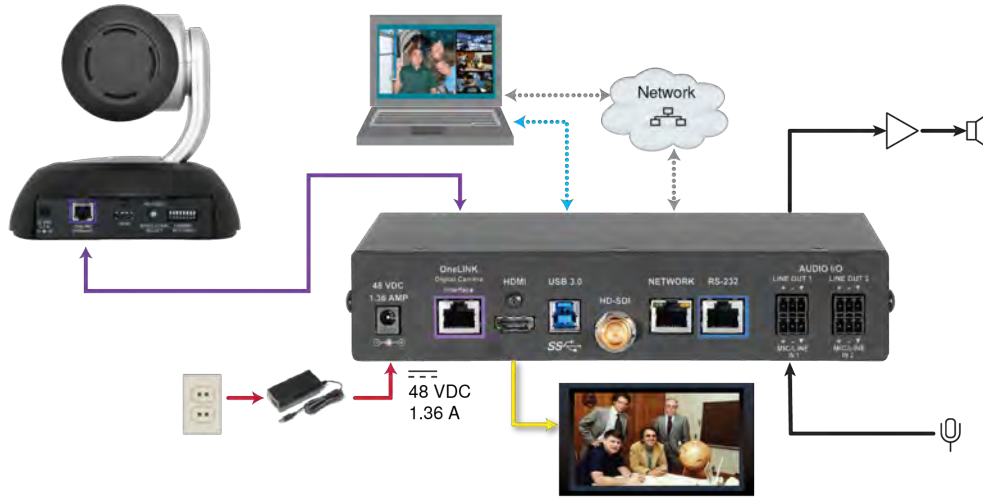 Network
48 VDC
1.36 AMP
OneLINK
Digital Camera
Interface
HDMI
USB 3.0
HD-SDI
NETWORK
RS-232
AUDIO I/O
LINE OUT 1
LINE OUT 2
+ - ▼
+ - ▼
+ - ▼
+ - ▼
MIC/LINE
IN 1
MIC/LINE
IN 2
48 VDC
1.36 A